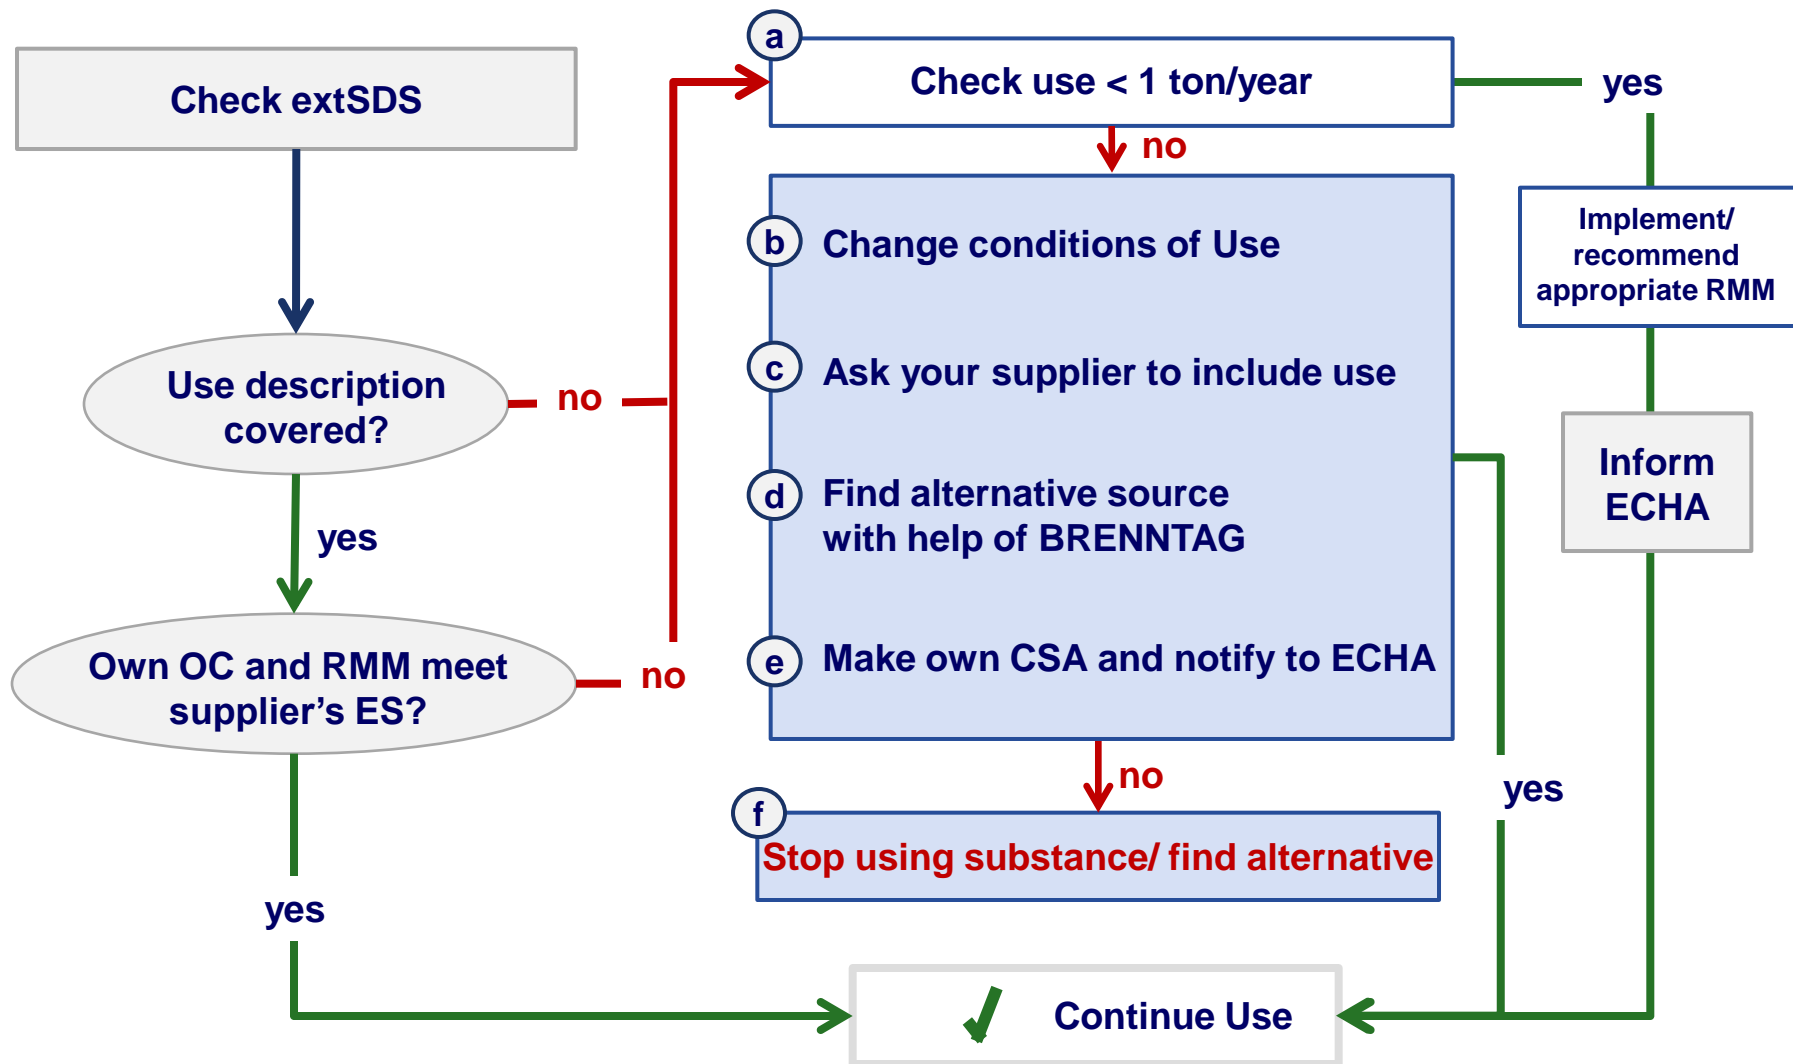 Check extSDS
Use description
covered?
no
yes
Own OC and RMM meet
supplier’s ES?
no
yes
a
Check use < 1 ton/year
yes
no
b
Change conditions of Use
c
Ask your supplier to include use
d
Find alternative source
with help of BRENNTAG
e
Make own CSA and notify to ECHA
no
yes
f
Stop using substance/ find alternative
Implement/
recommend
appropriate RMM
Inform
ECHA
Continue Use